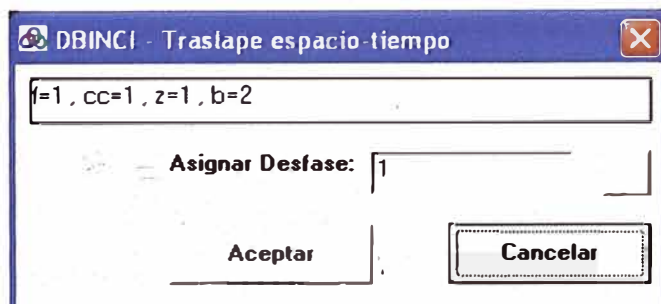 DBINCI - Traslape espacio-tiempo
f=1 , cc=1 , z=1 , b=2
Asignar Desfase: 1
Aceptar Cancelar